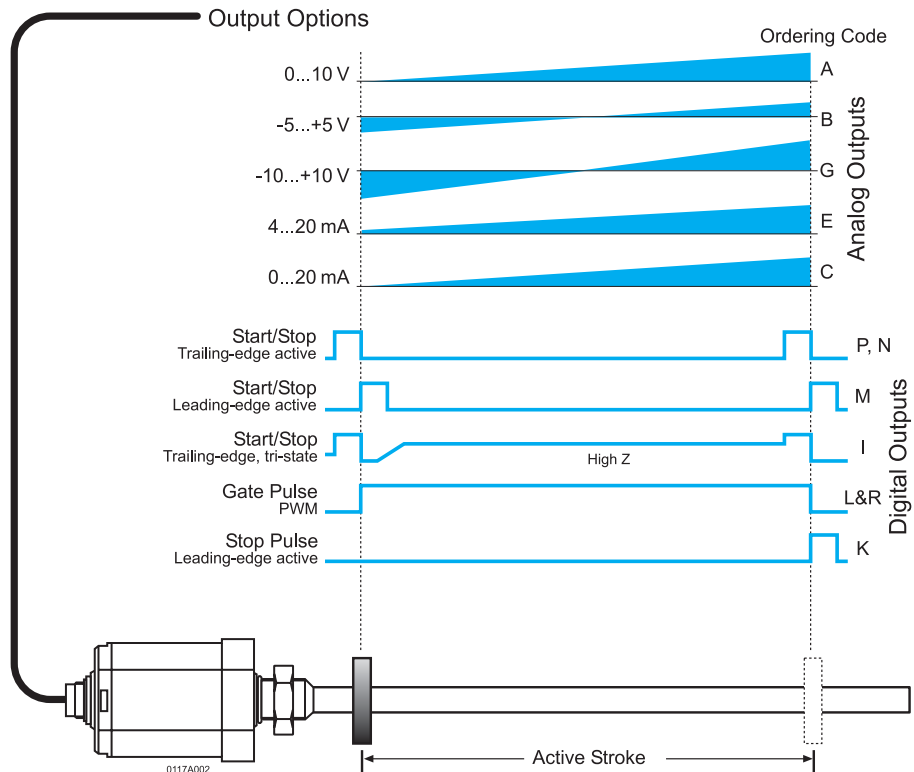 Output Options
Ordering Code
0...10 V
A
-5...+5 V
B
-10...+10 V
G
4...20 mA
E
0...20 mA
C
Analog Outputs
Start/Stop
Trailing-edge active
P, N
Start/Stop
Leading-edge active
M
Start/Stop
Trailing-edge, tri-state
High Z
I
Gate Pulse
PWM
L&R
Stop Pulse
Leading-edge active
K
Digital Outputs
Active Stroke
0117A002